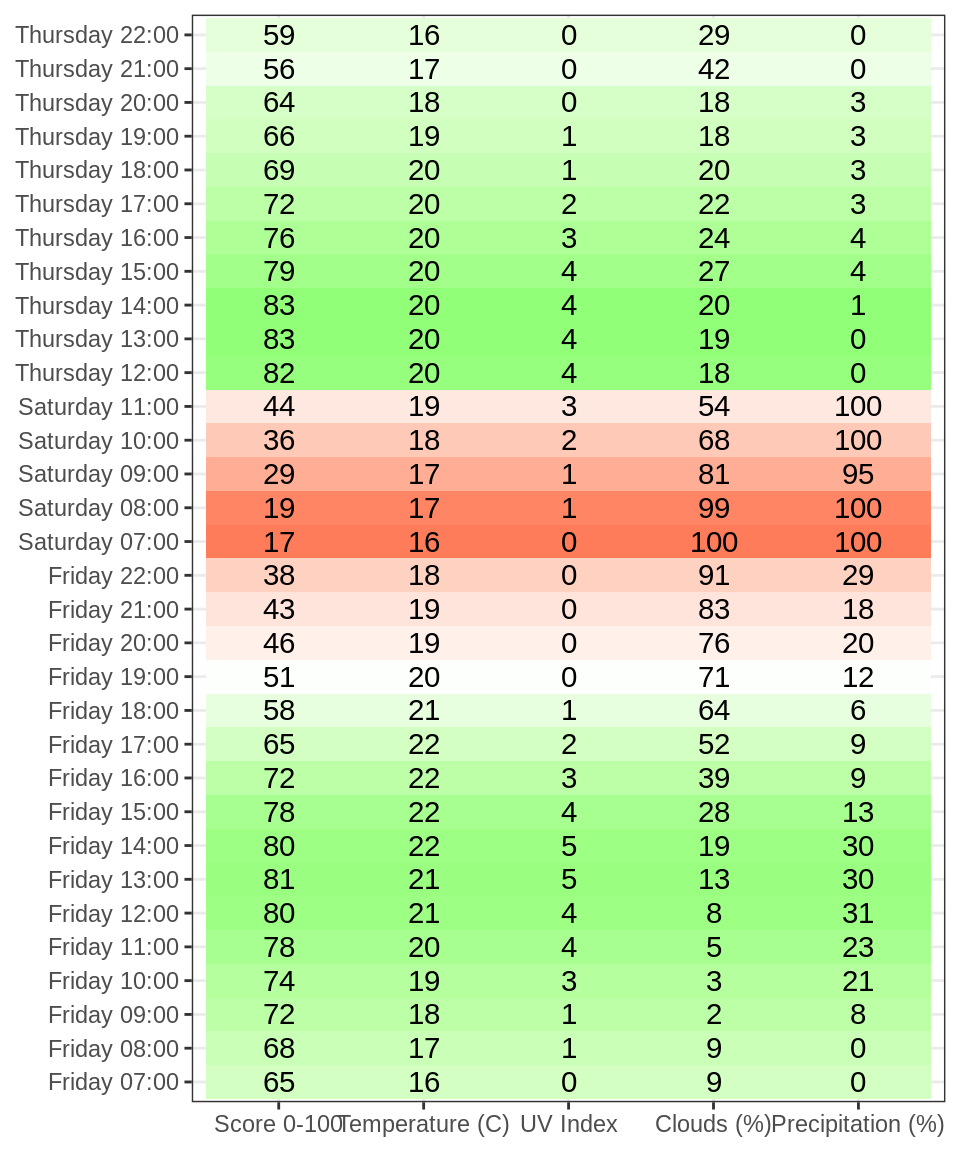 Thursday 22:00 59 16 0 29 0
Thursday 21:00 56 17 0 42 0
Thursday 20:00 64 18 0 18 3
Thursday 19:00 66 19 1 18 3
Thursday 18:00 69 20 1 20 3
Thursday 17:00 72 20 2 22 3
Thursday 16:00 76 20 3 24 4
Thursday 15:00 79 20 4 27 4
Thursday 14:00 83 20 4 20 1
Thursday 13:00 83 20 4 19 0
Thursday 12:00 82 20 4 18 0
Saturday 11:00 44 19 3 54 100
Saturday 10:00 36 18 2 68 100
Saturday 09:00 29 17 1 81 95
Saturday 08:00 19 17 1 99 100
Saturday 07:00 17 16 0 100 100
Friday 22:00 38 18 0 91 29
Friday 21:00 43 19 0 83 18
Friday 20:00 46 19 0 76 20
Friday 19:00 51 20 0 71 12
Friday 18:00 58 21 1 64 6
Friday 17:00 65 22 2 52 9
Friday 16:00 72 22 3 39 9
Friday 15:00 78 22 4 28 13
Friday 14:00 80 22 5 19 30
Friday 13:00 81 21 5 13 30
Friday 12:00 80 21 4 8 31
Friday 11:00 78 20 4 5 23
Friday 10:00 74 19 3 3 21
Friday 09:00 72 18 1 2 8
Friday 08:00 68 17 1 9 0
Friday 07:00 65 16 0 9 0
Score 0-100 Temperature (C) UV Index Clouds (%) Precipitation (%)